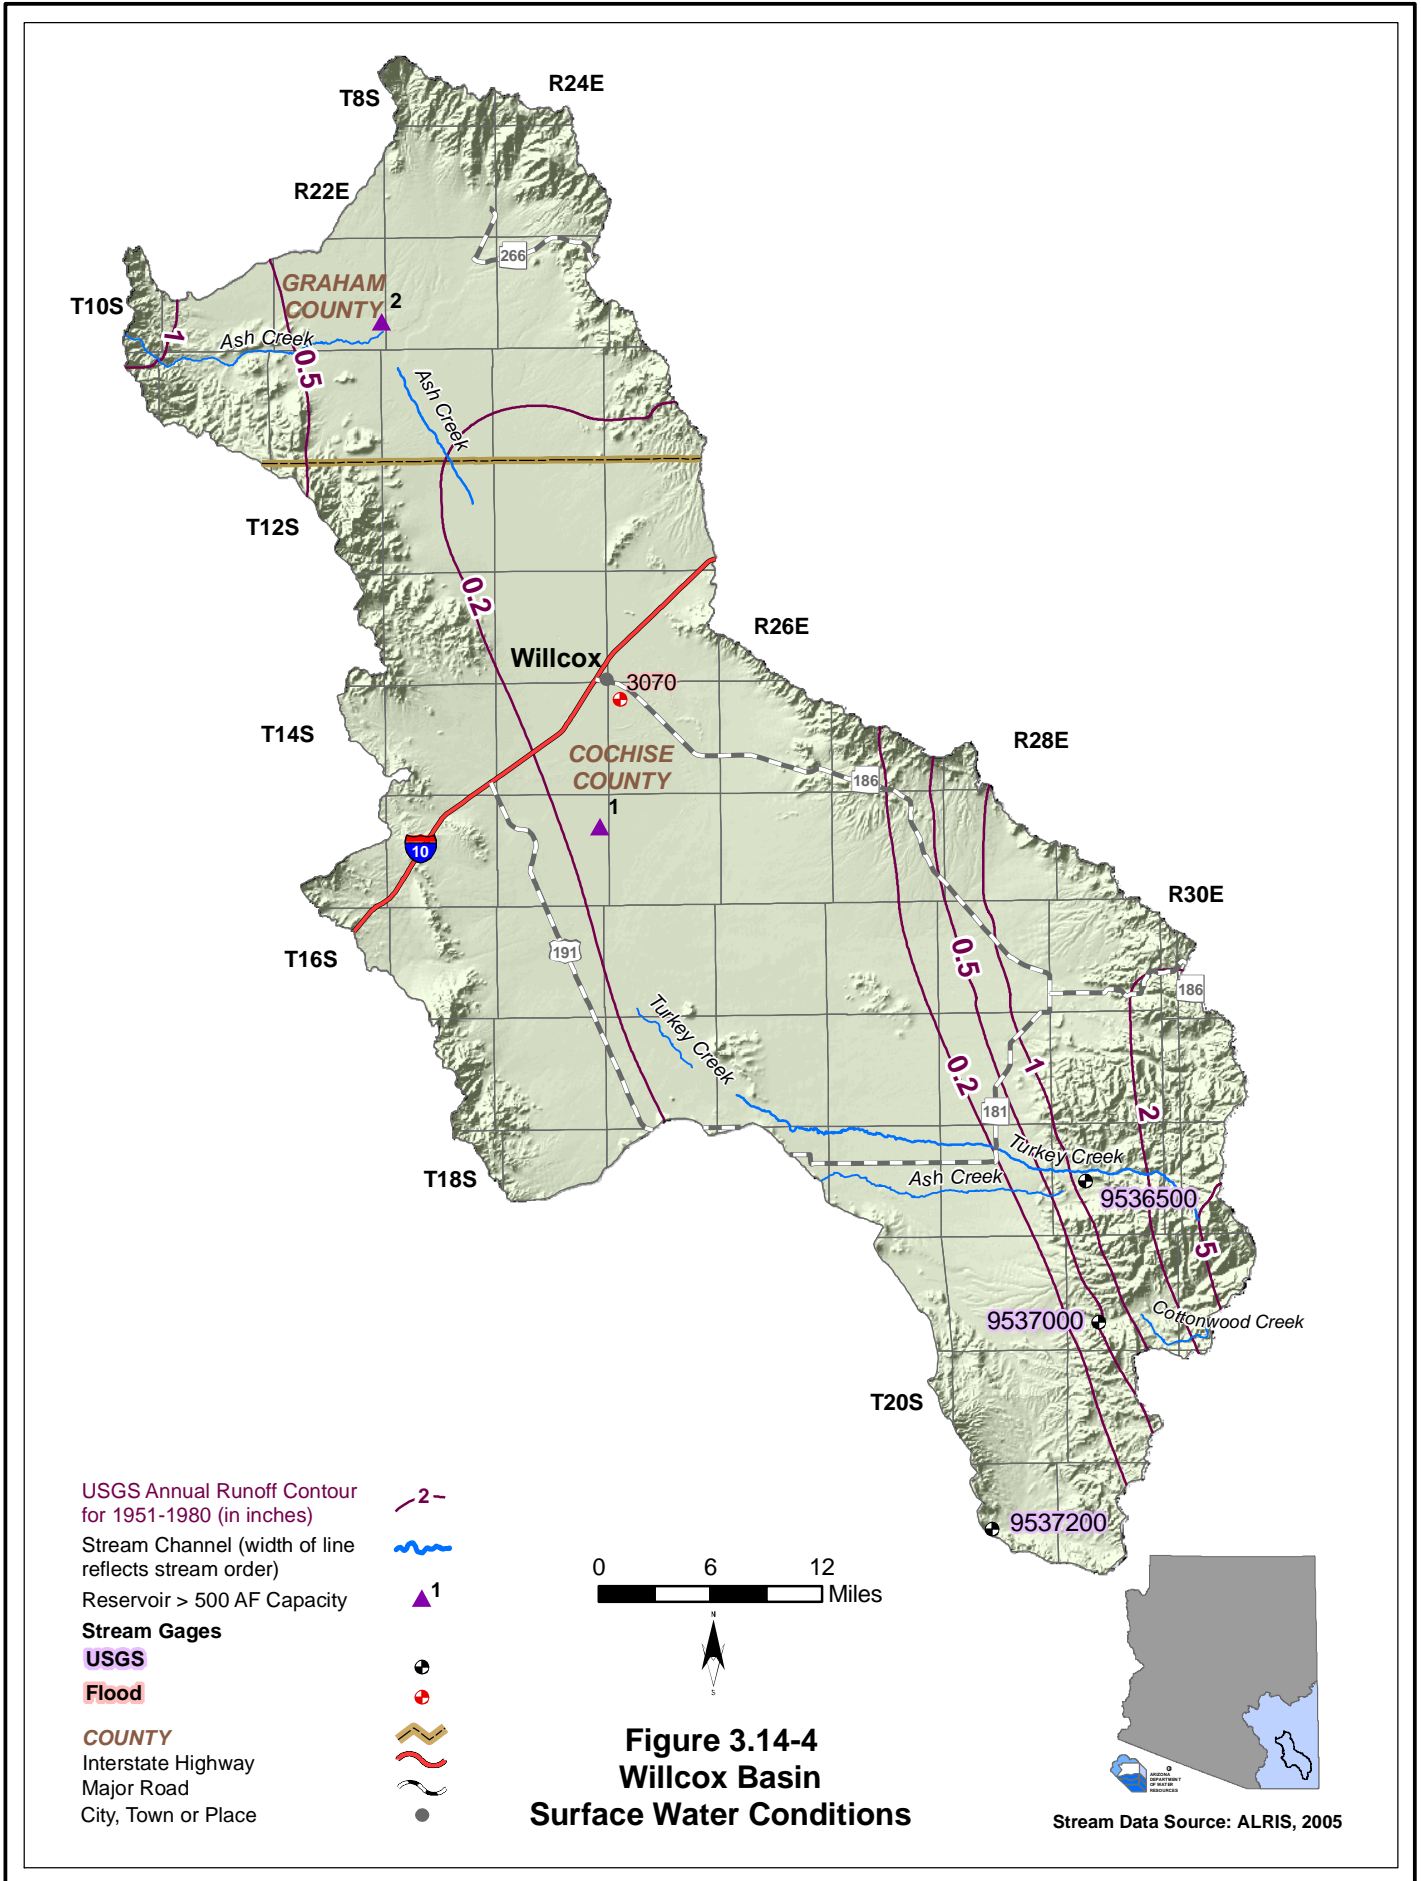 T8S
R24E
R22E
266
GRAHAM
COUNTY
2
T10S
1
Ash Creek
0.5
Ash Creek
T12S
0.2
R26E
Willcox
3070
T14S
R28E
COCHISE
COUNTY
186
1
10
R30E
0.5
191
T16S
186
Turkey Creek
0.2
1
181
2
Turkey Creek
T18S
Ash Creek
9536500
5
9537000
Cottonwood Creek
T20S
9537200
USGS Annual Runoff Contour
for 1951-1980 (in inches)
2
Stream Channel (width of line
reflects stream order)
Reservoir > 500 AF Capacity
1
Stream Gages
USGS
Flood
COUNTY
Interstate Highway
Major Road
City, Town or Place
0 6 12
Miles
N
S
Figure 3.14-4
Willcox Basin
Surface Water Conditions
ARIZONA
DEPARTMENT
OF WATER
RESOURCES
Stream Data Source: ALRIS, 2005